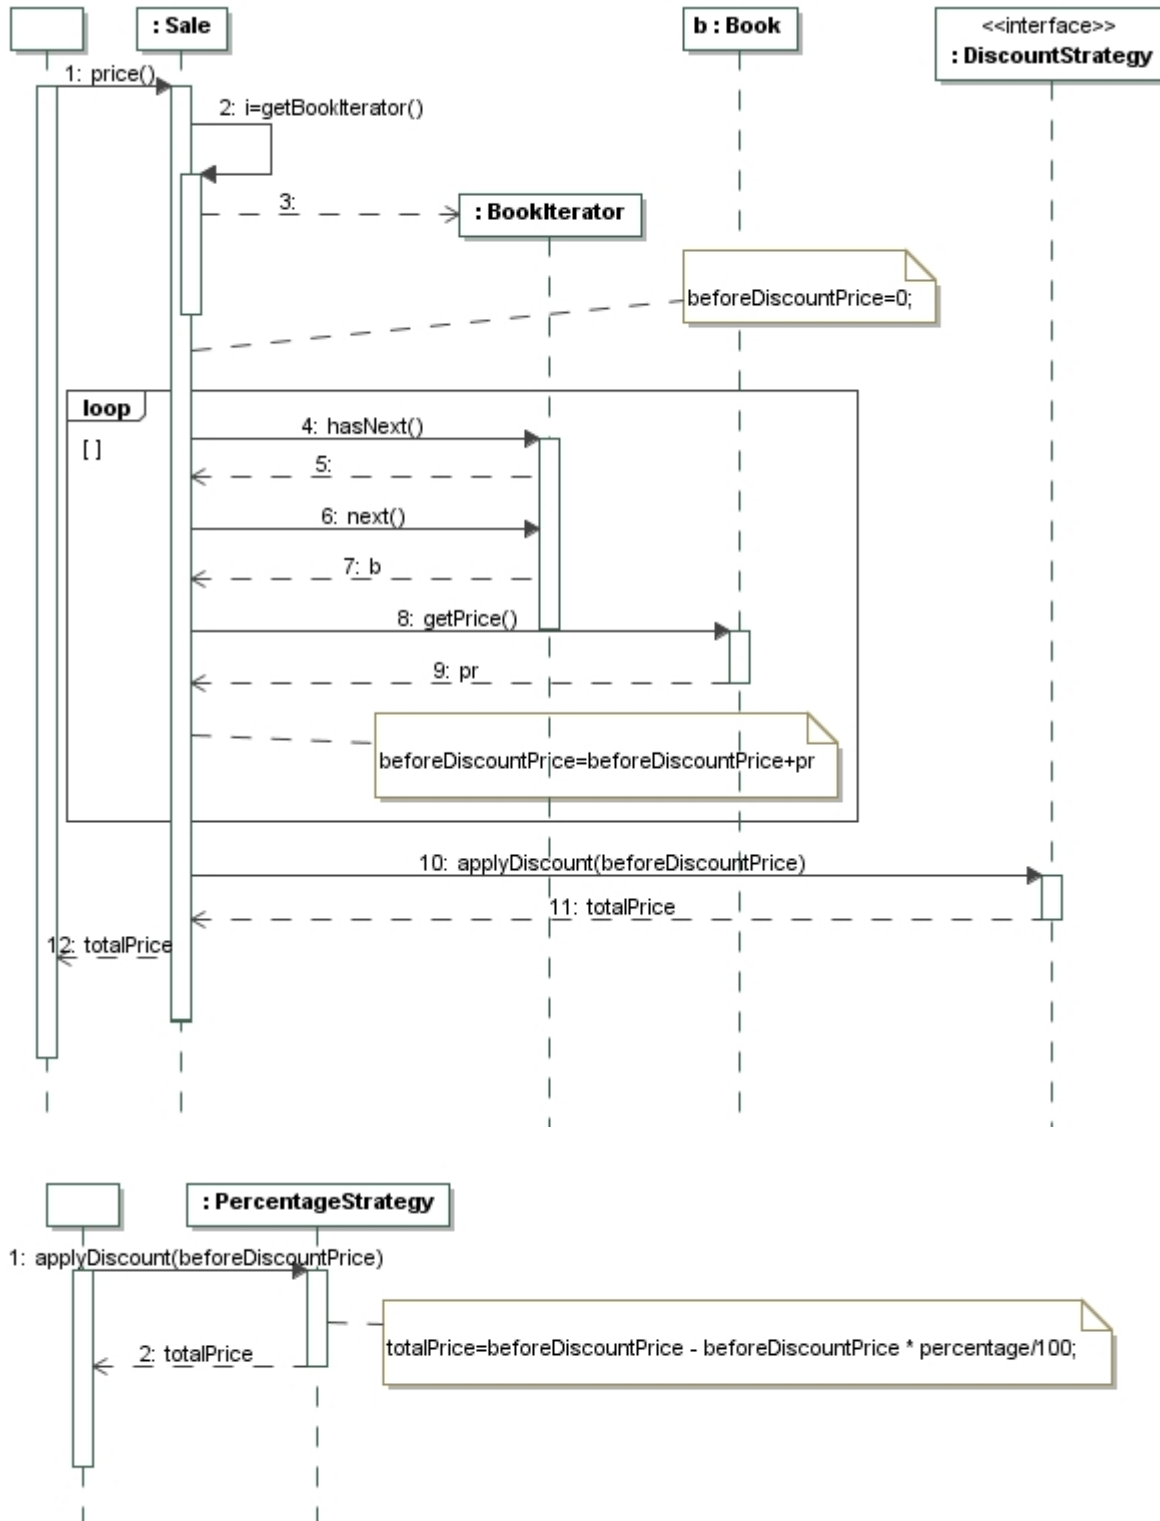 : Sale
b : Book
<<interface>>
: DiscountStrategy
1: price()
2: i=getBookIterator()
3:
: BookIterator
beforeDiscountPrice=0;
loop
[ ]
4: hasNext()
5:
6: next()
7: b
8: getPrice()
9: pr
beforeDiscountPrice=beforeDiscountPrice+pr
10: applyDiscount(beforeDiscountPrice)
11: totalPrice
12: totalPrice
: PercentageStrategy
1: applyDiscount(beforeDiscountPrice)
totalPrice=beforeDiscountPrice - beforeDiscountPrice * percentage/100;
2: totalPrice